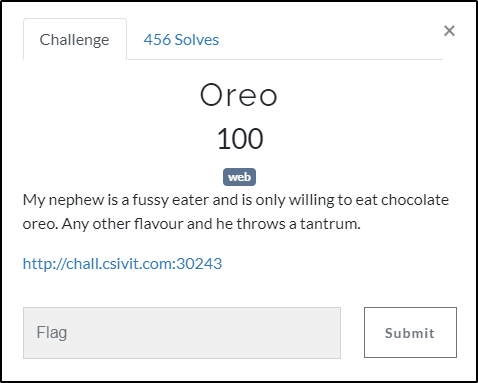 Challenge
456 Solves
×
Oreo
100
web
My nephew is a fussy eater and is only willing to eat chocolate
oreo. Any other flavour and he throws a tantrum.
http://chall.csivit.com:30243
Flag
Submit